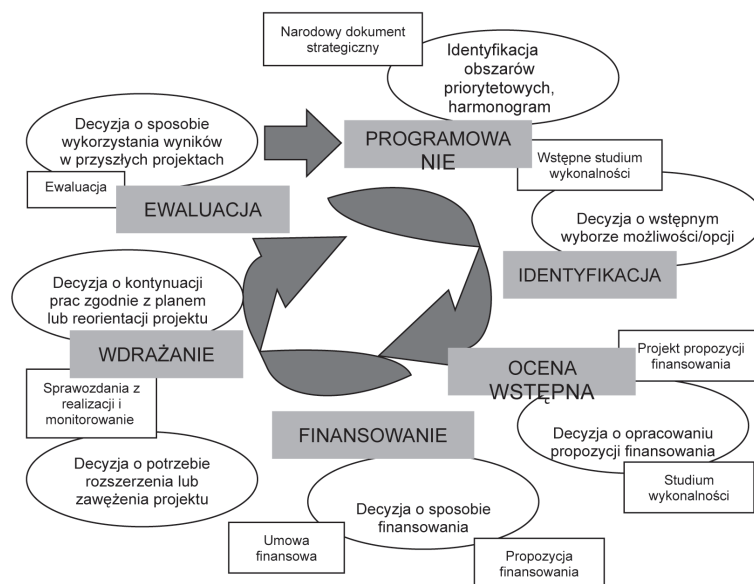 Narodowy dokument
strategiczny
Identyfikacja
obszarów
priorytetowych,
harmonogram
PROGRAMOWA
NIE
Decyzja o sposobie
wykorzystania wyników
w przyszłych projektach
Ewaluacja
EWALUACJA
Wstępne studium
wykonalności
Decyzja o wstępnym
wyborze możliwości/opcji
IDENTYFIKACJA
Decyzja o kontynuacji
prac zgodnie z planem
lub reorientacji projektu
WDRAŻANIE
Sprawozdania z
realizacji i
monitorowanie
Decyzja o potrzebie
rozszerzenia lub
zawężenia projektu
OCENA
WSTĘPNA
Projekt propozycji
finansowania
Decyzja o opracowaniu
propozycji finansowania
Studium
wykonalności
FINANSOWANIE
Decyzja o sposobie
finansowania
Umowa
finansowa
Propozycja
finansowania